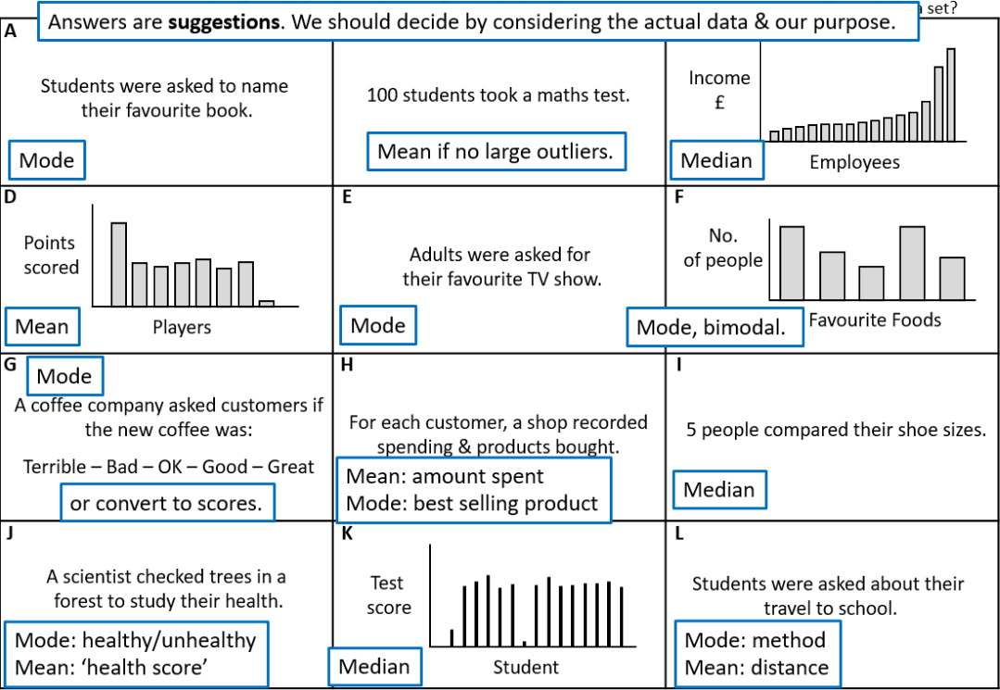 set?
Answers are suggestions. We should decide by considering the actual data & our purpose.
A
Students were asked to name
their favourite book.
Mode
100 students took a maths test.
Mean if no large outliers.
Income
£
Employees
Median
D
Points
scored
Players
Mean
E
Adults were asked for
their favourite TV show.
Mode
F
No.
of people
Favourite Foods
Mode, bimodal.
G
Mode
A coffee company asked customers if
the new coffee was:
Terrible – Bad – OK – Good – Great
or convert to scores.
H
For each customer, a shop recorded
spending & products bought.
Mean: amount spent
Mode: best selling product
I
5 people compared their shoe sizes.
Median
J
A scientist checked trees in a
forest to study their health.
Mode: healthy/unhealthy
Mean: ‘health score’
K
Test
score
Student
Median
L
Students were asked about their
travel to school.
Mode: method
Mean: distance